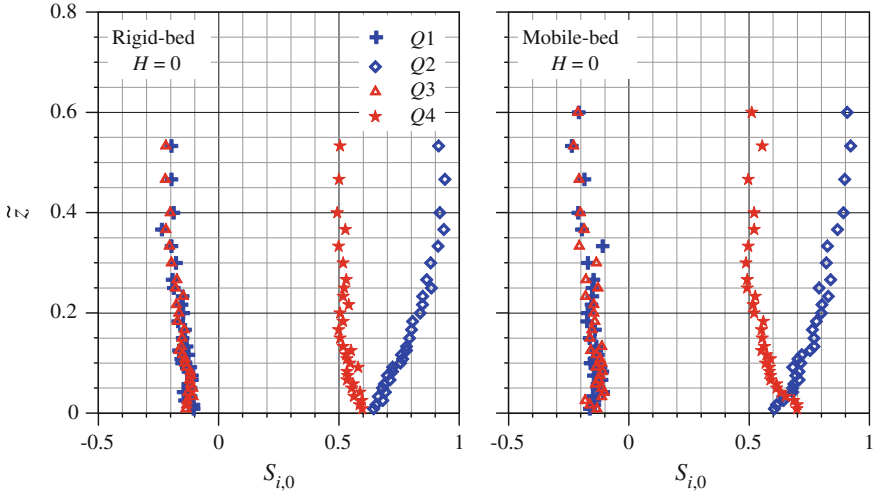 0.8
0.6
0.4
0.2
0
z̃
Rigid-bed
H = 0
Q1
Q2
Q3
Q4
-0.5 0 0.5 1
S_{i,0}
Mobile-bed
H = 0
-0.5 0 0.5 1
S_{i,0}